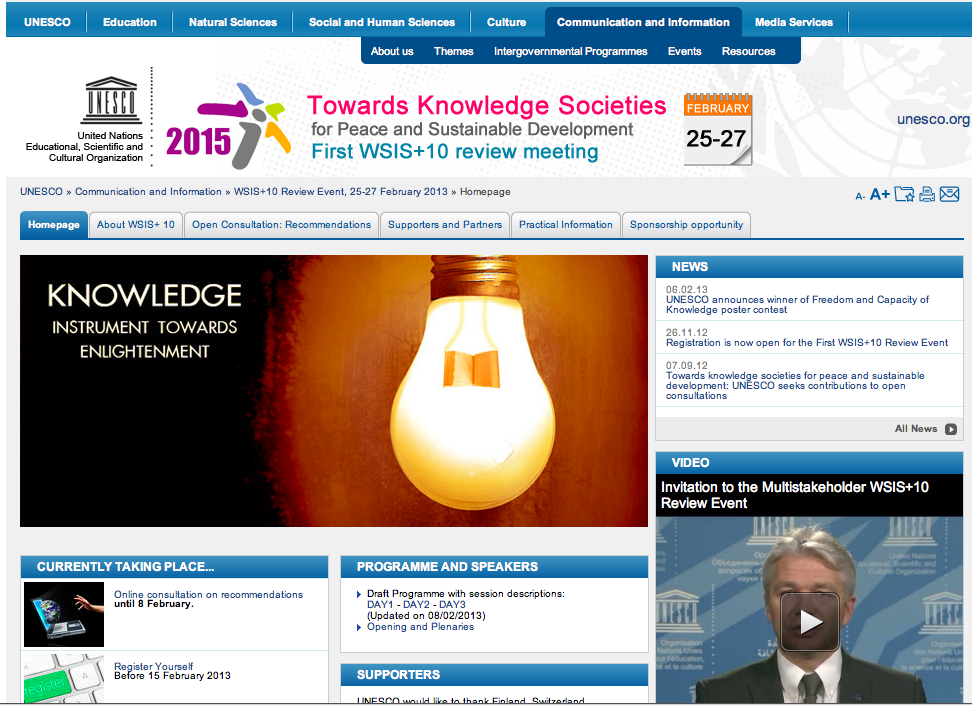 UNESCO Education Natural Sciences Social and Human Sciences Culture Communication and Information Media Services
About us Themes Intergovernmental Programmes Events Resources
UNESCO
United Nations
Educational, Scientific and
Cultural Organization
2015
Towards Knowledge Societies
for Peace and Sustainable Development
First WSIS+10 review meeting
FEBRUARY
25-27
unesco.org
UNESCO » Communication and Information » WSIS+10 Review Event, 25-27 February 2013 » Homepage
A- A+
Homepage About WSIS+ 10 Open Consultation: Recommendations Supporters and Partners Practical Information Sponsorship opportunity
KNOWLEDGE
INSTRUMENT TOWARDS
ENLIGHTENMENT
NEWS
06.02.13
UNESCO announces winner of Freedom and Capacity of
Knowledge poster contest
26.11.12
Registration is now open for the First WSIS+10 Review Event
07.09.12
Towards knowledge societies for peace and sustainable
development: UNESCO seeks contributions to open
consultations
All News
VIDEO
Invitation to the Multistakeholder WSIS+10
Review Event
CURRENTLY TAKING PLACE...
Online consultation on recommendations
until 8 February.
register
A
Register Yourself
Before 15 February 2013
PROGRAMME AND SPEAKERS
Draft Programme with session descriptions:
DAY1 - DAY2 - DAY3
(Updated on 08/02/2013)
Opening and Plenaries
SUPPORTERS
UNESCO would like to thank Finland, Switzerland,